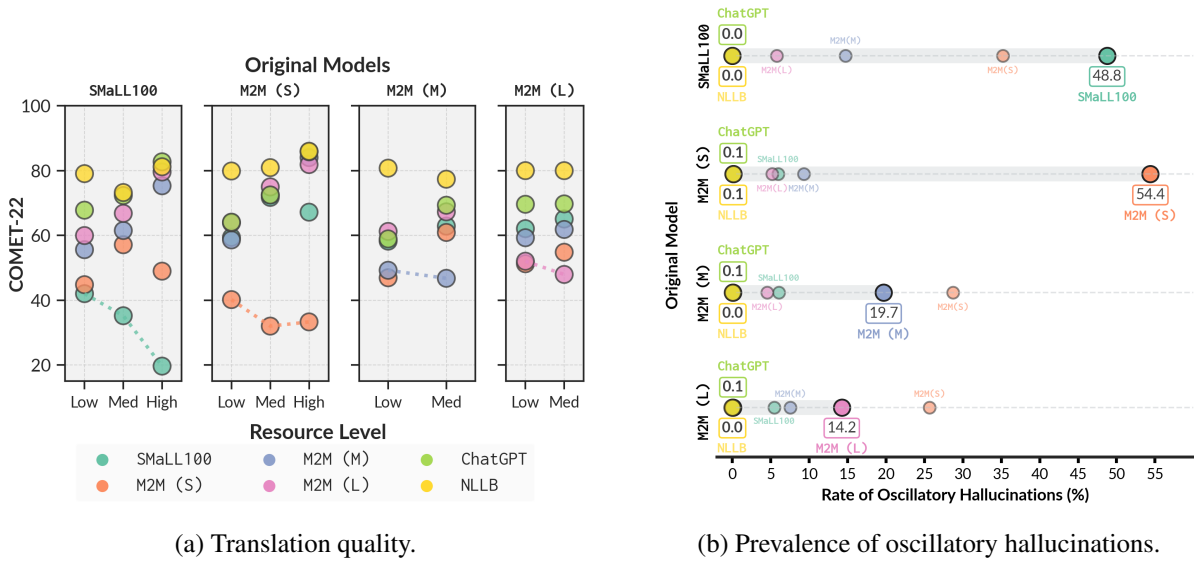 Original Models
SMaLL100
M2M (S)
M2M (M)
M2M (L)
COMET-22
100
80
60
40
20
Low Med High
Low Med High
Low Med
Low Med
Resource Level
SMaLL100 M2M (M) ChatGPT
M2M (S) M2M (L) NLLB
(a) Translation quality.
Original Model
SMaLL100
ChatGPT
0.0
M2M(M)
M2M(L)
M2M(S)
0.0
48.8
NLLB
SMaLL100
M2M (S)
ChatGPT
0.1
SMaLL100
M2M(L) M2M(M)
0.1
54.4
NLLB
M2M (S)
M2M (M)
ChatGPT
0.1
SMaLL100
M2M(L)
M2M(S)
0.0
19.7
NLLB
M2M (M)
M2M (L)
ChatGPT
0.1
M2M(M)
M2M(S)
SMaLL100
0.0
14.2
NLLB
M2M (L)
0 5 10 15 20 25 30 35 40 45 50 55
Rate of Oscillatory Hallucinations (%)
(b) Prevalence of oscillatory hallucinations.